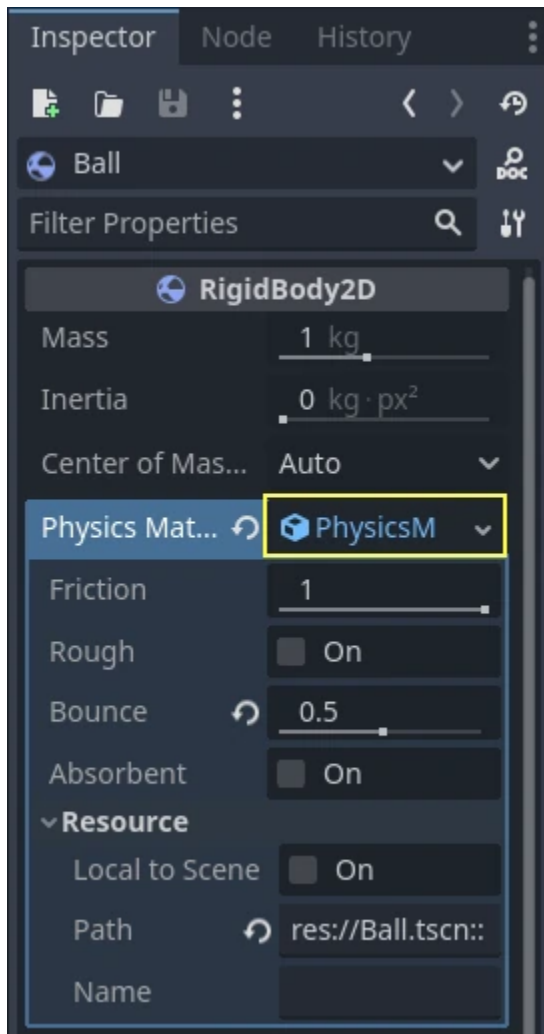 Inspector Node History
Ball
DOC
Filter Properties
RigidBody2D
Mass 1 kg
Inertia 0 kg·px²
Center of Mas... Auto
Physics Mat... PhysicsM
Friction 1
Rough On
Bounce 0.5
Absorbent On
Resource
Local to Scene On
Path res://Ball.tscn::
Name